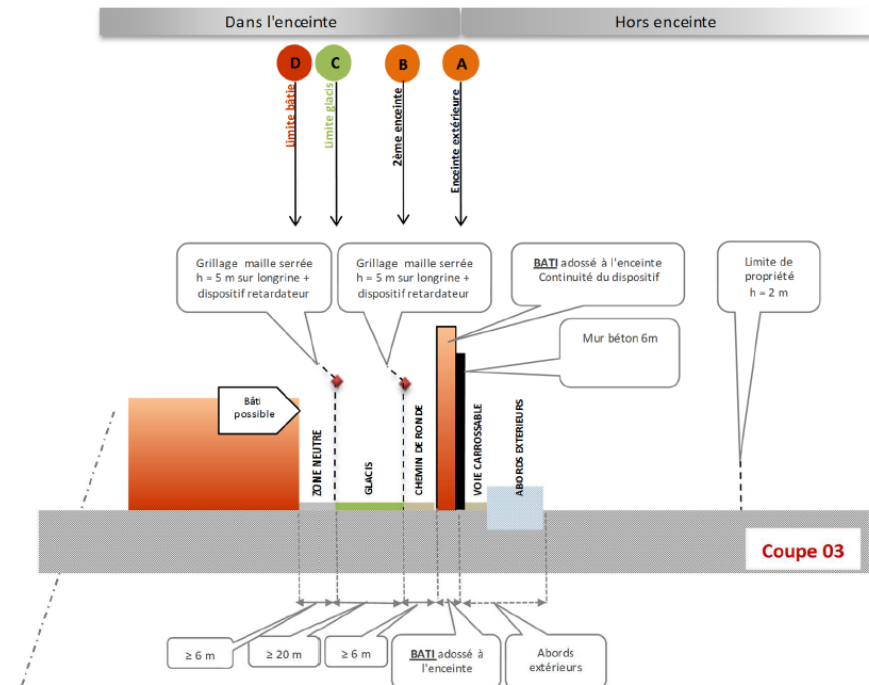 Dans l'enceinte
Hors enceinte
D
C
B
A
Limite bâtie
Limite glacis
2ème enceinte
Enceinte extérieure
Grillage maille serrée
h = 5 m sur longrine +
dispositif retardateur
Grillage maille serrée
h = 5 m sur longrine +
dispositif retardateur
BATI adossé à l'enceinte
Continuité du dispositif
Limite de
propriété
h = 2 m
Mur béton 6m
Bâti
possible
ZONE NEUTRE
GLACIS
CHEMIN DE RONDE
VOIE CARROSSABLE
ABORDS EXTERIEURS
Coupe 03
≥ 6 m
≥ 20 m
≥ 6 m
BATI adossé à
l'enceinte
Abords
extérieurs